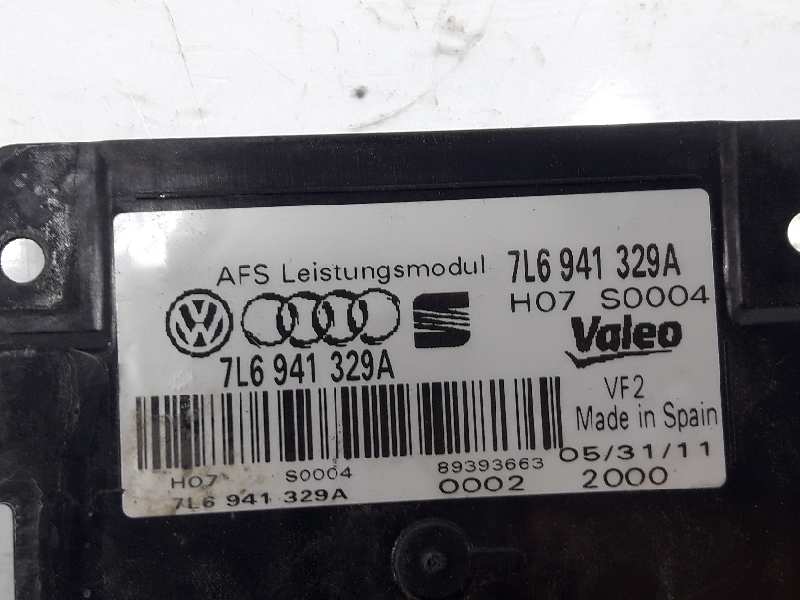 AFS Leistungsmodul 7L6 941 329A
H07 S0004
7L6 941 329A
Valeo
VF2
Made in Spain
H07 S0004 89393663 05/31/11
7L6 941 329A 0002 2000